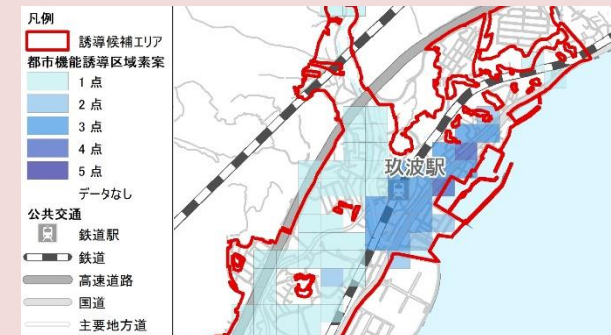 凡例
誘導候補エリア
都市機能誘導区域素案
1 点
2 点
3 点
4 点
5 点
データなし
公共交通
鉄道駅
鉄道
高速道路
国道
主要地方道
玖波駅